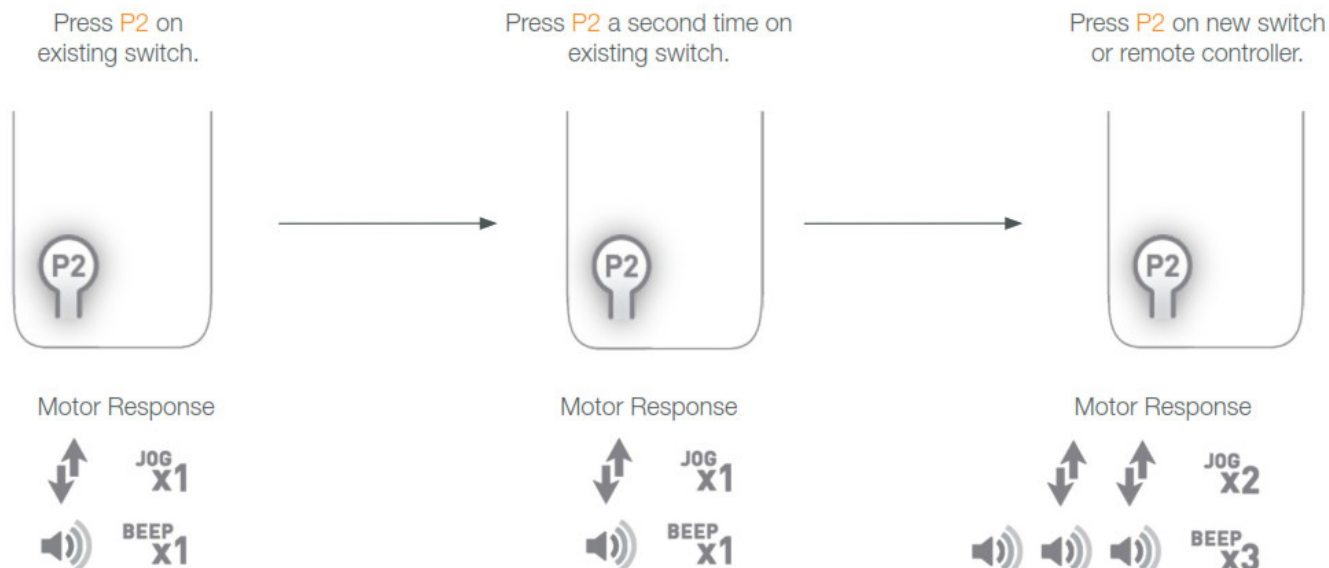 Press P2 on
existing switch.
Press P2 a second time on
existing switch.
Press P2 on new switch
or remote controller.
P2
P2
P2
Motor Response
JOG x1
BEEP x1
Motor Response
JOG x1
BEEP x1
Motor Response
JOG x2
BEEP x3